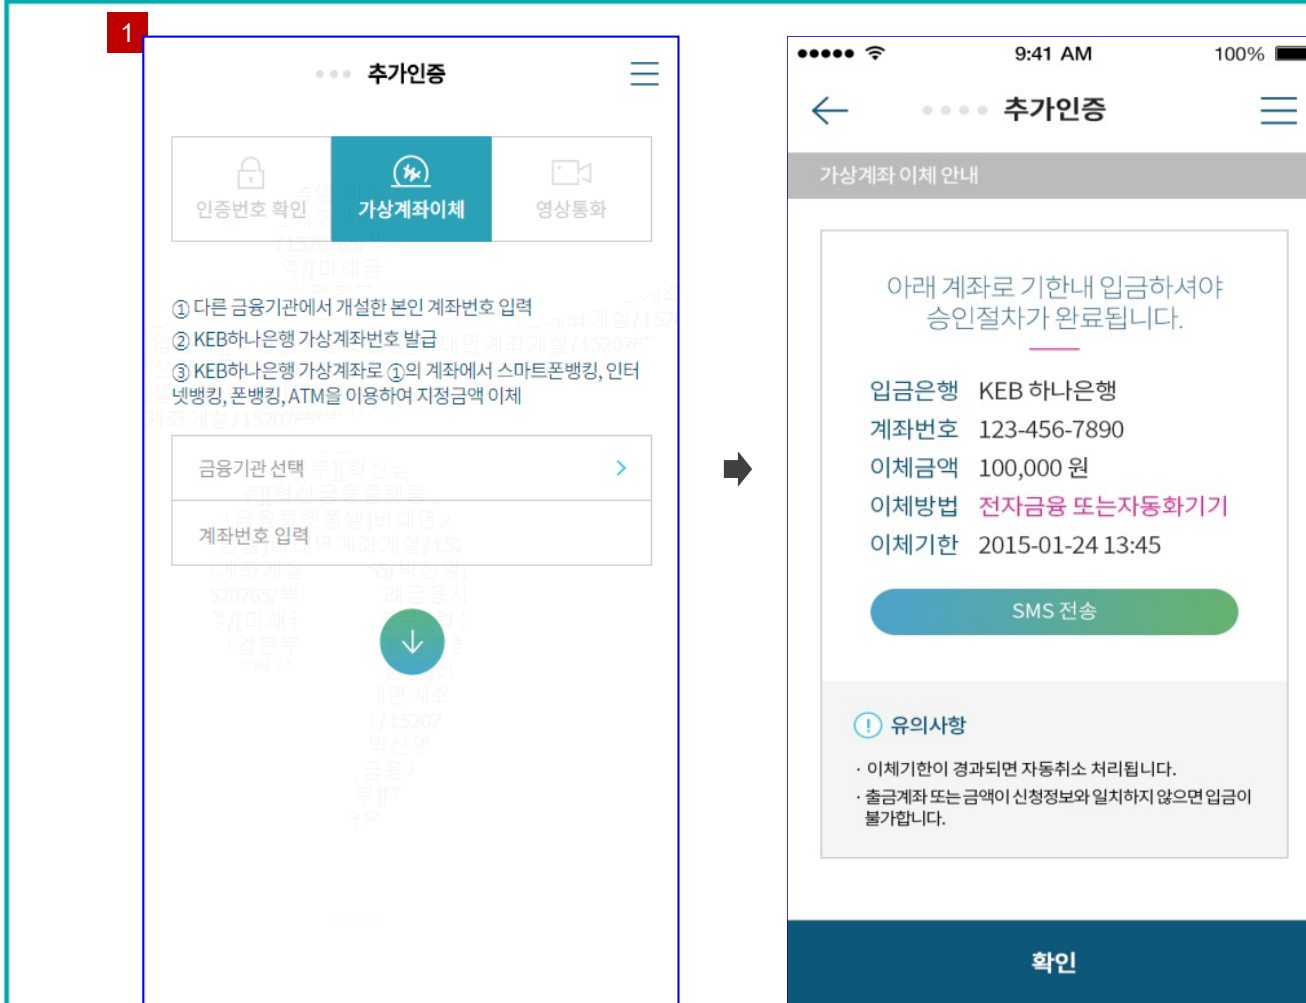 1
추가인증
인증번호 확인
가상계좌이체
영상통화
① 다른 금융기관에서 개설한 본인 계좌번호 입력
② KEB하나은행 가상계좌번호 발급
③ KEB하나은행 가상계좌로 ①의 계좌에서 스마트폰뱅킹, 인터
넷뱅킹, 폰뱅킹, ATM을 이용하여 지정금액 이체
금융기관 선택
계좌번호 입력
9:41 AM
100%
추가인증
가상계좌 이체 안내
아래 계좌로 기한내 입금하셔야
승인절차가 완료됩니다.
입금은행 KEB 하나은행
계좌번호 123-456-7890
이체금액 100,000 원
이체방법 전자금융 또는자동화기기
이체기한 2015-01-24 13:45
SMS 전송
유의사항
· 이체기한이 경과되면 자동취소 처리됩니다.
· 출금계좌 또는 금액이 신청정보와 일치하지 않으면 입금이
불가합니다.
확인